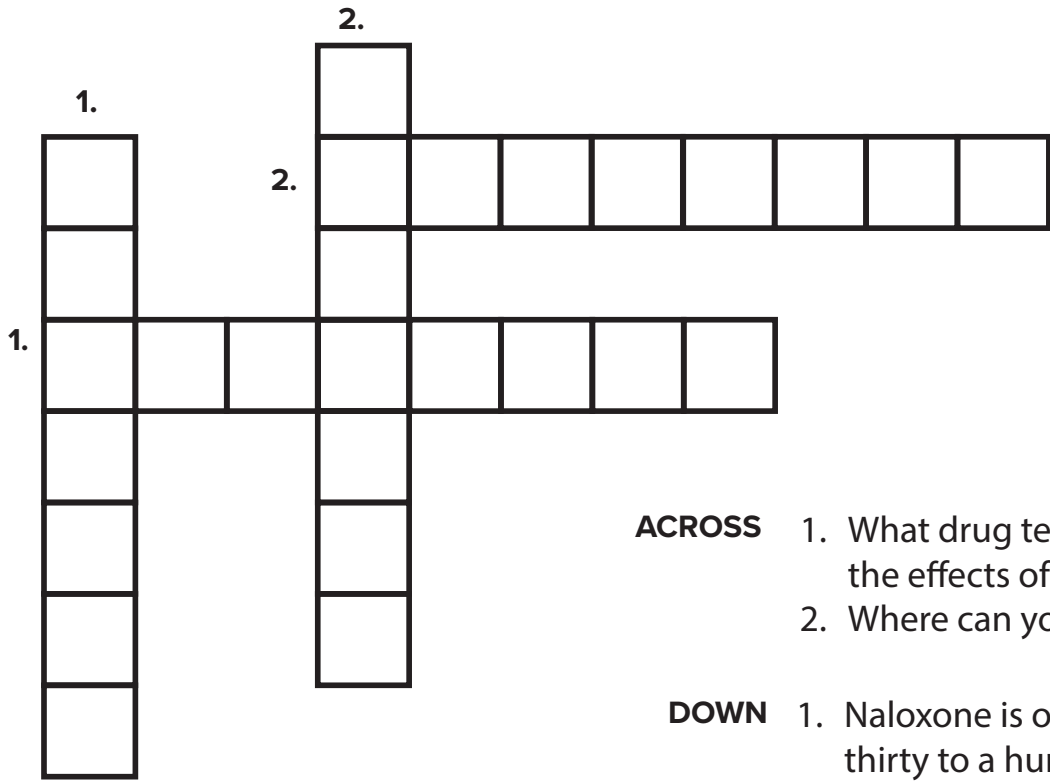 2.
1.
2.
1.
ACROSS 1. What drug te
the effects of
2. Where can yo
DOWN 1. Naloxone is o
thirty to a hu